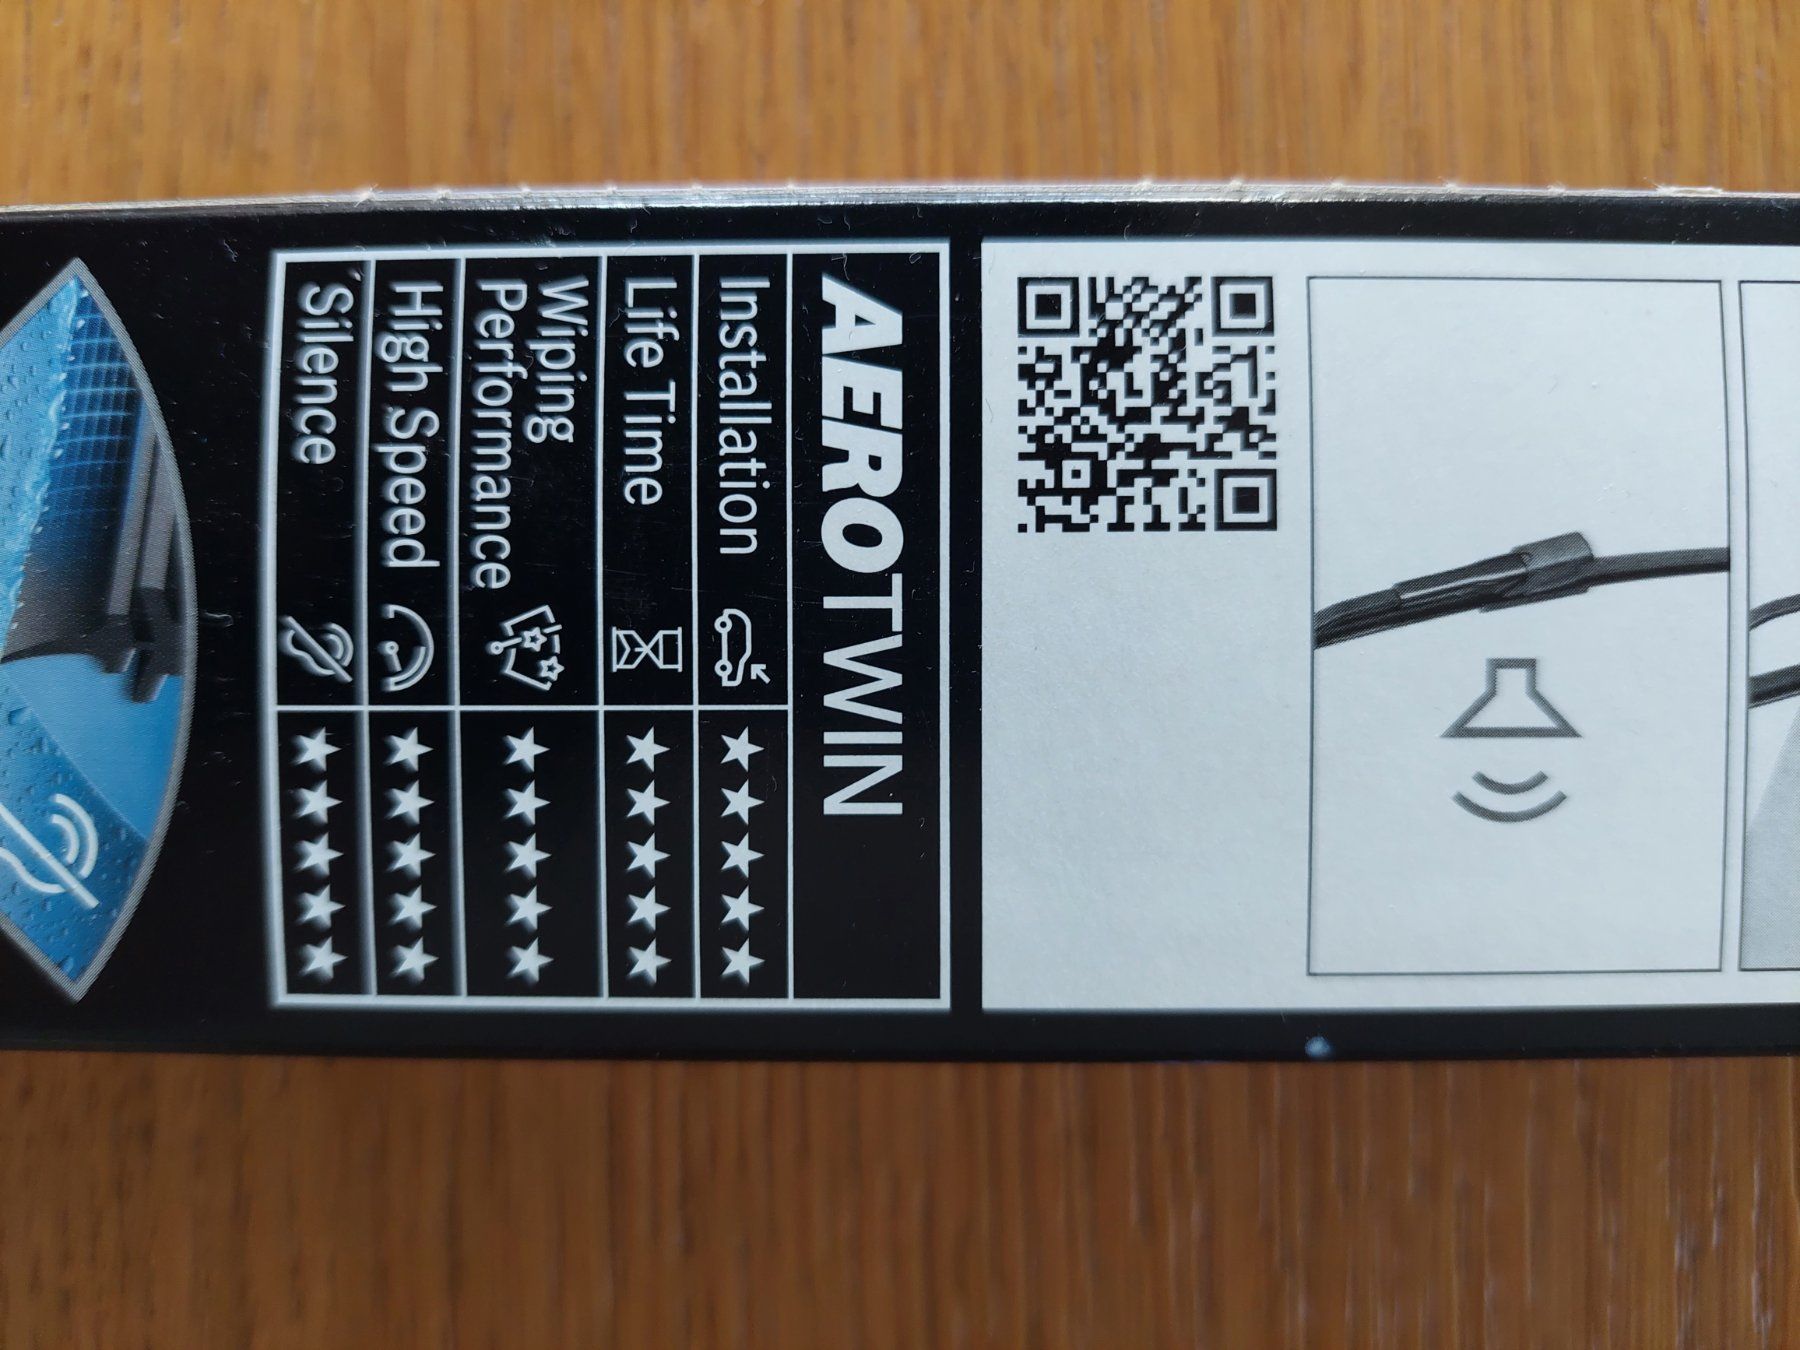 AEROTWIN
Installation
Life Time
Wiping
Performance
High Speed
Silence